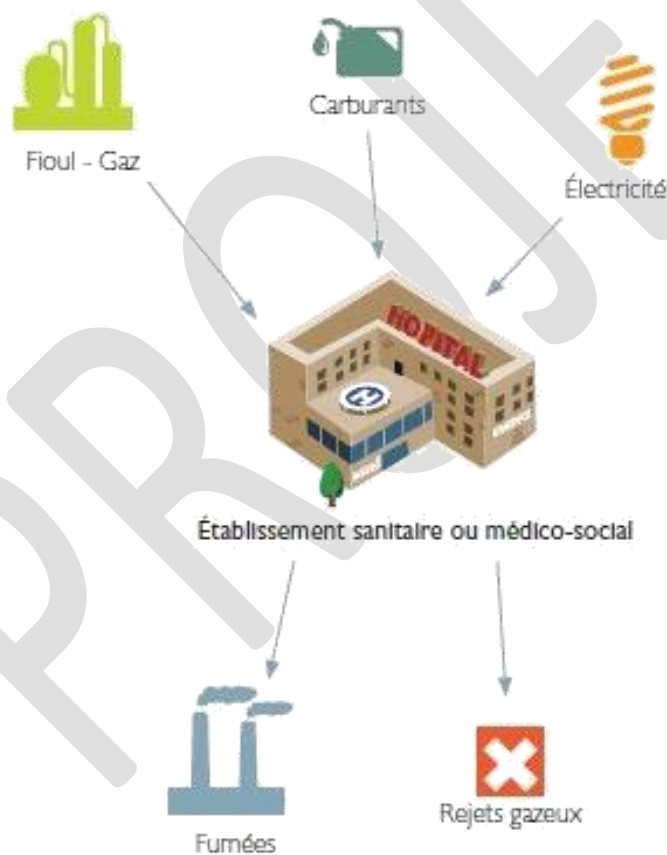 Carburants
Fioul - Gaz
Électricité
HOPITAL
H
Établissement sanitaire ou médico-social
Rejets gazeux
Fumées